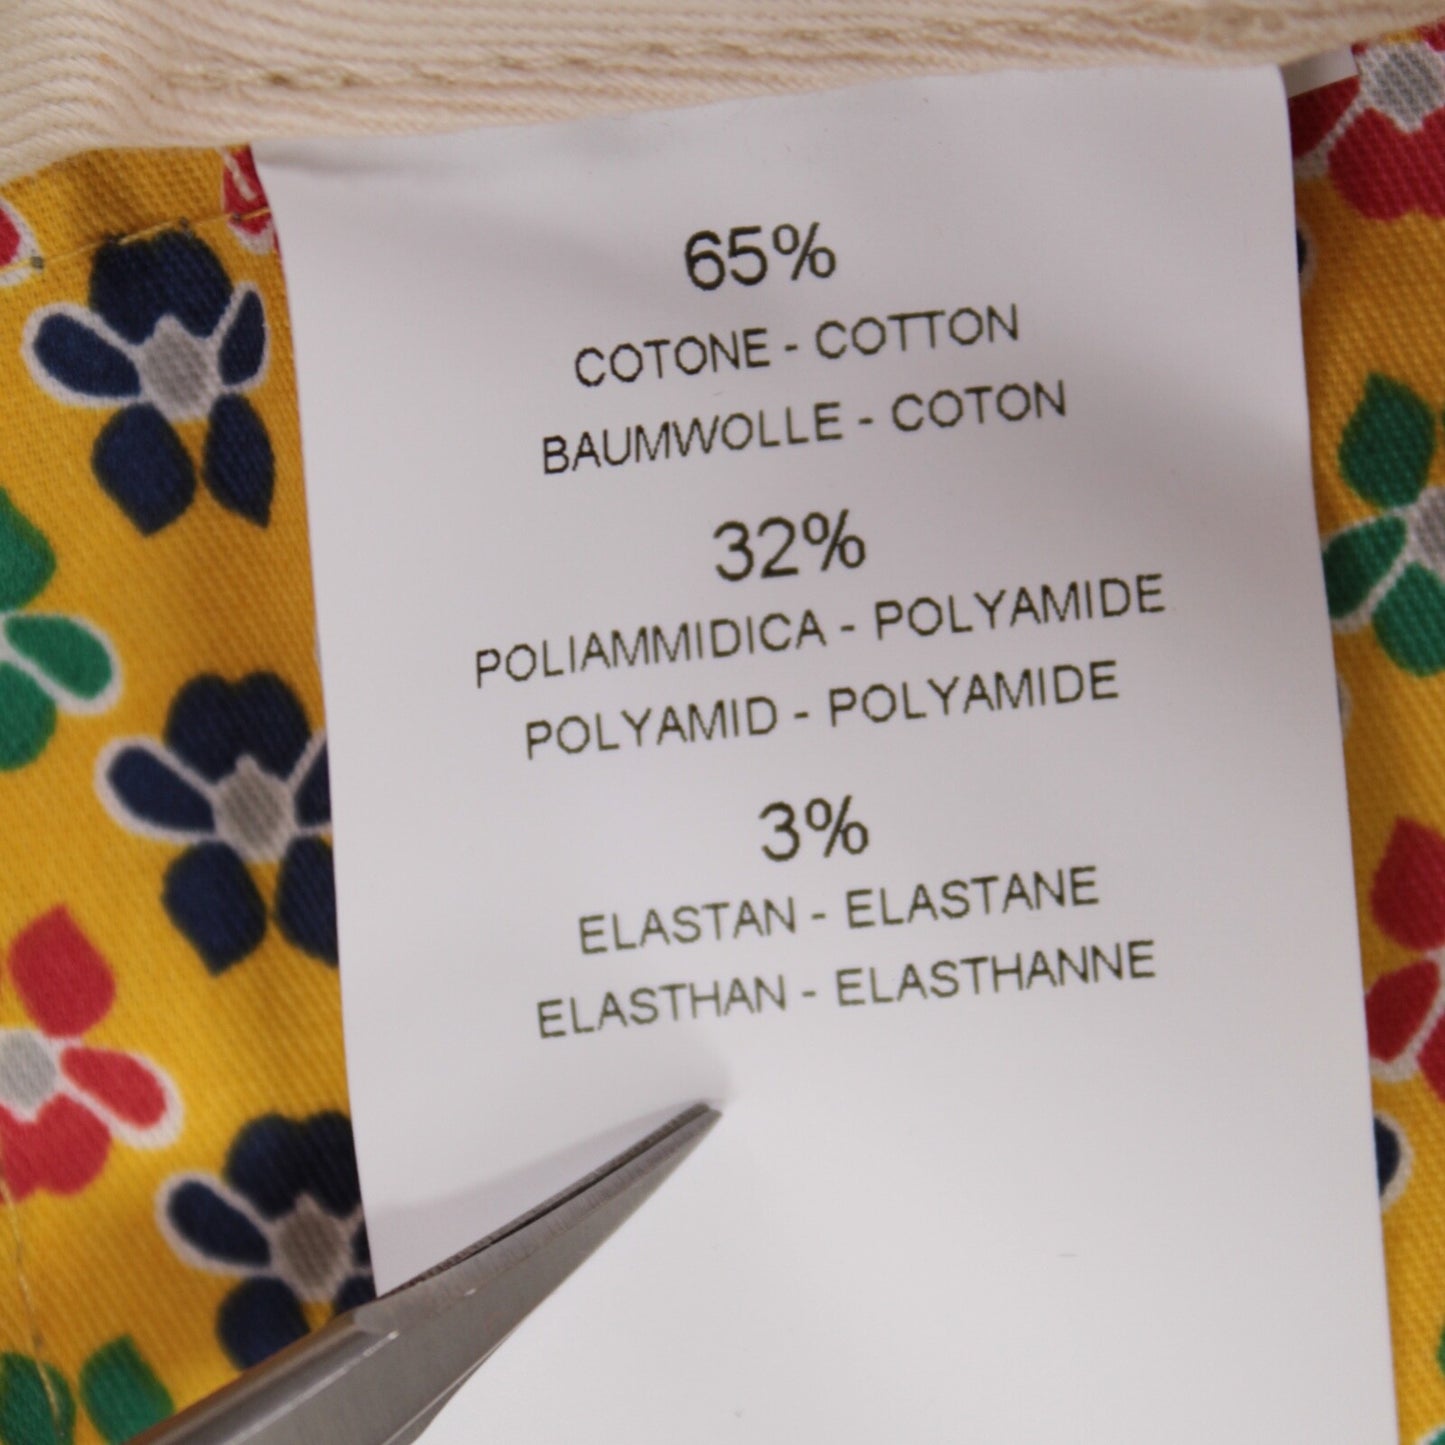 65%
COTONE - COTTON
BAUMWOLLE - COTON
32%
POLIAMMIDICA - POLYAMIDE
POLYAMID - POLYAMIDE
3%
ELASTAN - ELASTANE
ELASTHAN - ELASTHANNE